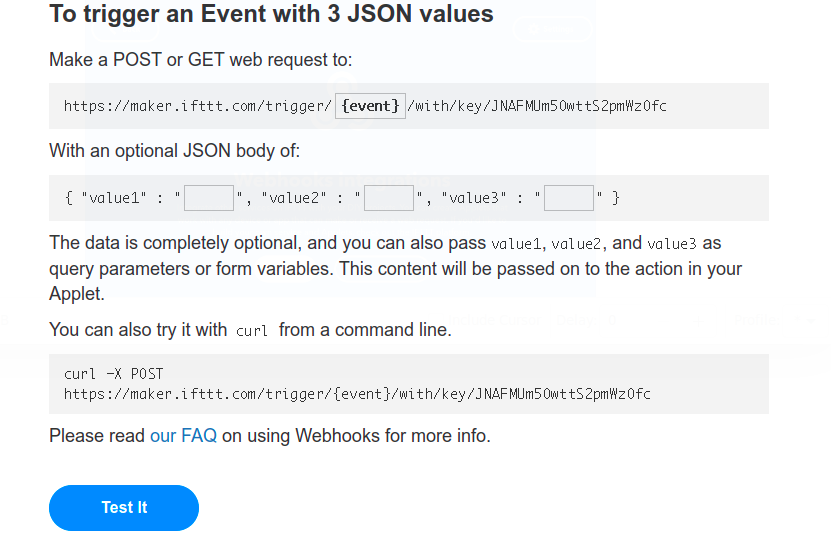 To trigger an Event with 3 JSON values
Make a POST or GET web request to:
https://maker.ifttt.com/trigger/ {event} /with/key/JNAFMUm5OwttS2pmWzOfc
With an optional JSON body of:
{ "value1" : "", "value2" : "", "value3" : "" }
The data is completely optional, and you can also pass value1, value2, and value3 as
query parameters or form variables. This content will be passed on to the action in your
Applet.
You can also try it with curl from a command line.
curl -X POST
https://maker.ifttt.com/trigger/{event}/with/key/JNAFMUm5OwttS2pmWzOfc
Please read our FAQ on using Webhooks for more info.
Test It